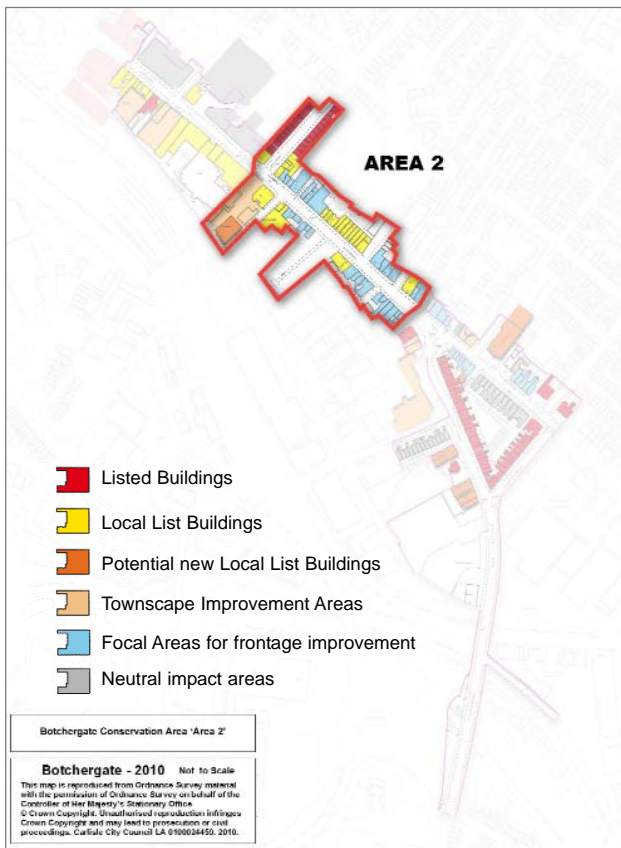 AREA 2
Listed Buildings
Local List Buildings
Potential new Local List Buildings
Townscape Improvement Areas
Focal Areas for frontage improvement
Neutral impact areas
Botchergate Conservation Area 'Area 2'
Botchergate - 2010 Not to Scale
This map is reproduced from Ordnance Survey material
with the permission of Ordnance Survey on behalf of the
Controller of Her Majesty's Stationary Office
© Crown Copyright. Unauthorised reproduction infringes
Crown Copyright and may lead to prosecution or civil
proceedings. Carlisle City Council LA 0100024459. 2010.